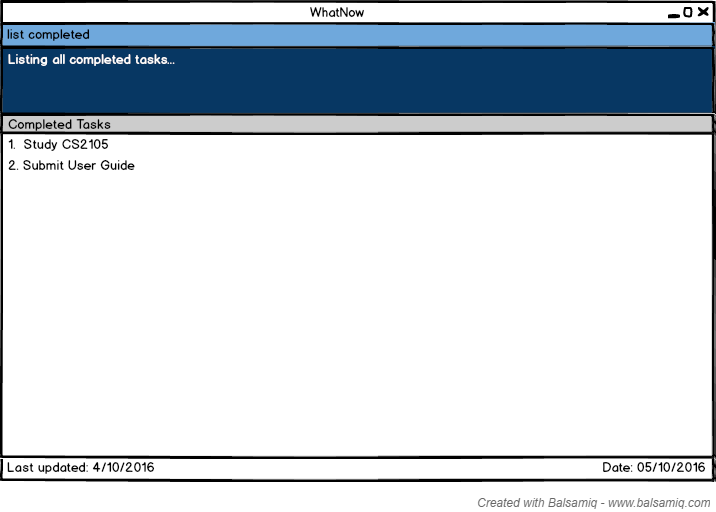 WhatNow
list completed
Listing all completed tasks...
Completed Tasks
1. Study CS2105
2. Submit User Guide
Last updated: 4/10/2016 Date: 05/10/2016
Created with Balsamiq - www.balsamiq.com